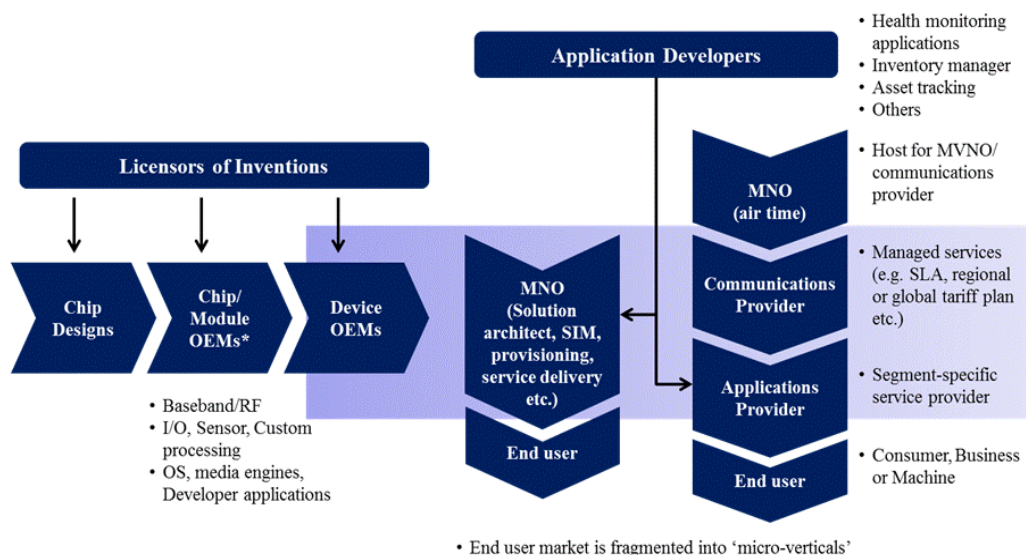 Application Developers
• Health monitoring
applications
• Inventory manager
• Asset tracking
• Others
Licensors of Inventions
Chip
Designs
Chip/
Module
OEMs*
Device
OEMs
• Baseband/RF
• I/O, Sensor, Custom
processing
• OS, media engines,
Developer applications
MNO
(Solution
architect, SIM,
provisioning,
service delivery
etc.)
End user
MNO
(air time)
• Host for MVNO/
communications
provider
Communications
Provider
• Managed services
(e.g. SLA, regional
or global tariff plan
etc.)
Applications
Provider
• Segment-specific
service provider
End user
• Consumer, Business
or Machine
• End user market is fragmented into ‘micro-verticals’